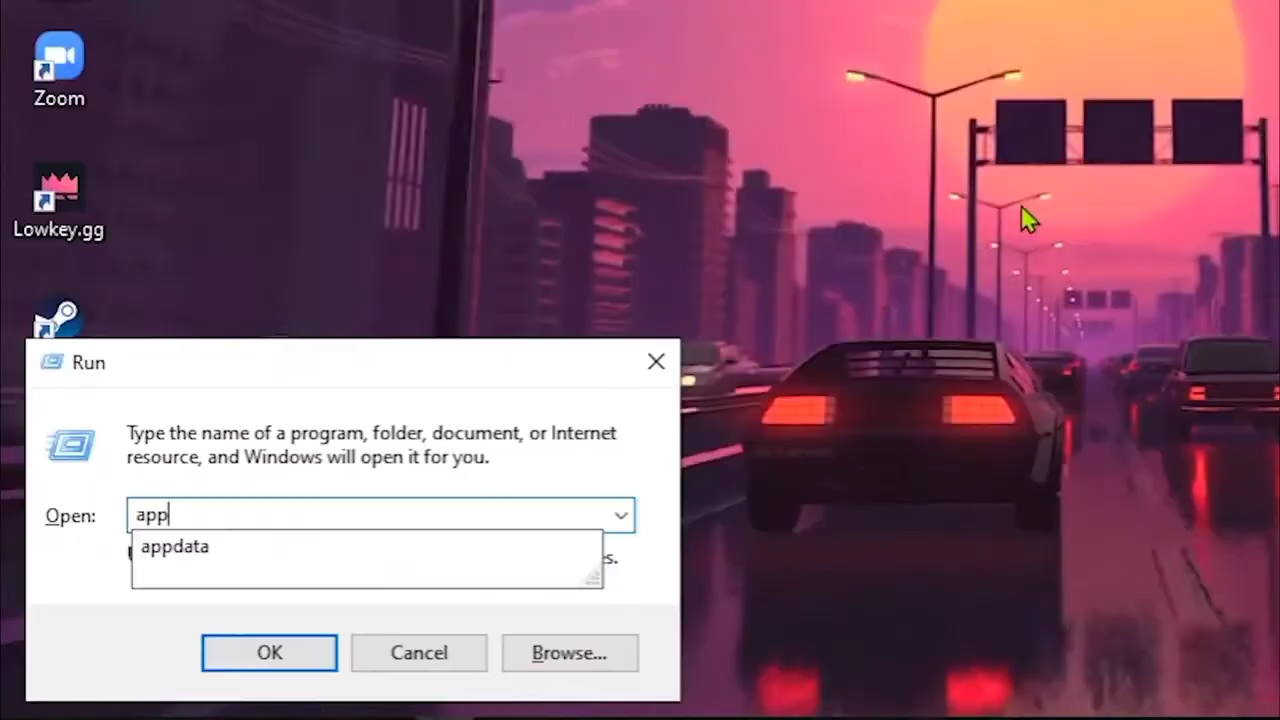 Zoom
Lowkey.gg
Run
Type the name of a program, folder, document, or Internet
resource, and Windows will open it for you.
Open: app
appdata
s.
OK Cancel Browse...